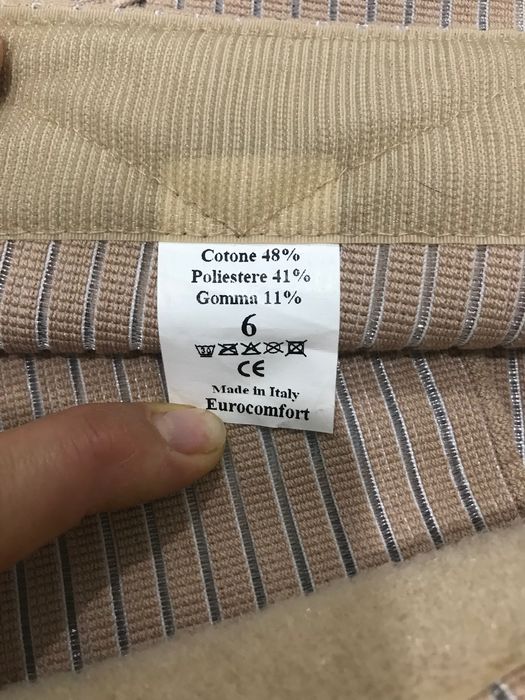 Cotone 48%
Poliestere 41%
Gomma 11%
6
CE
Made in Italy
Eurocomfort